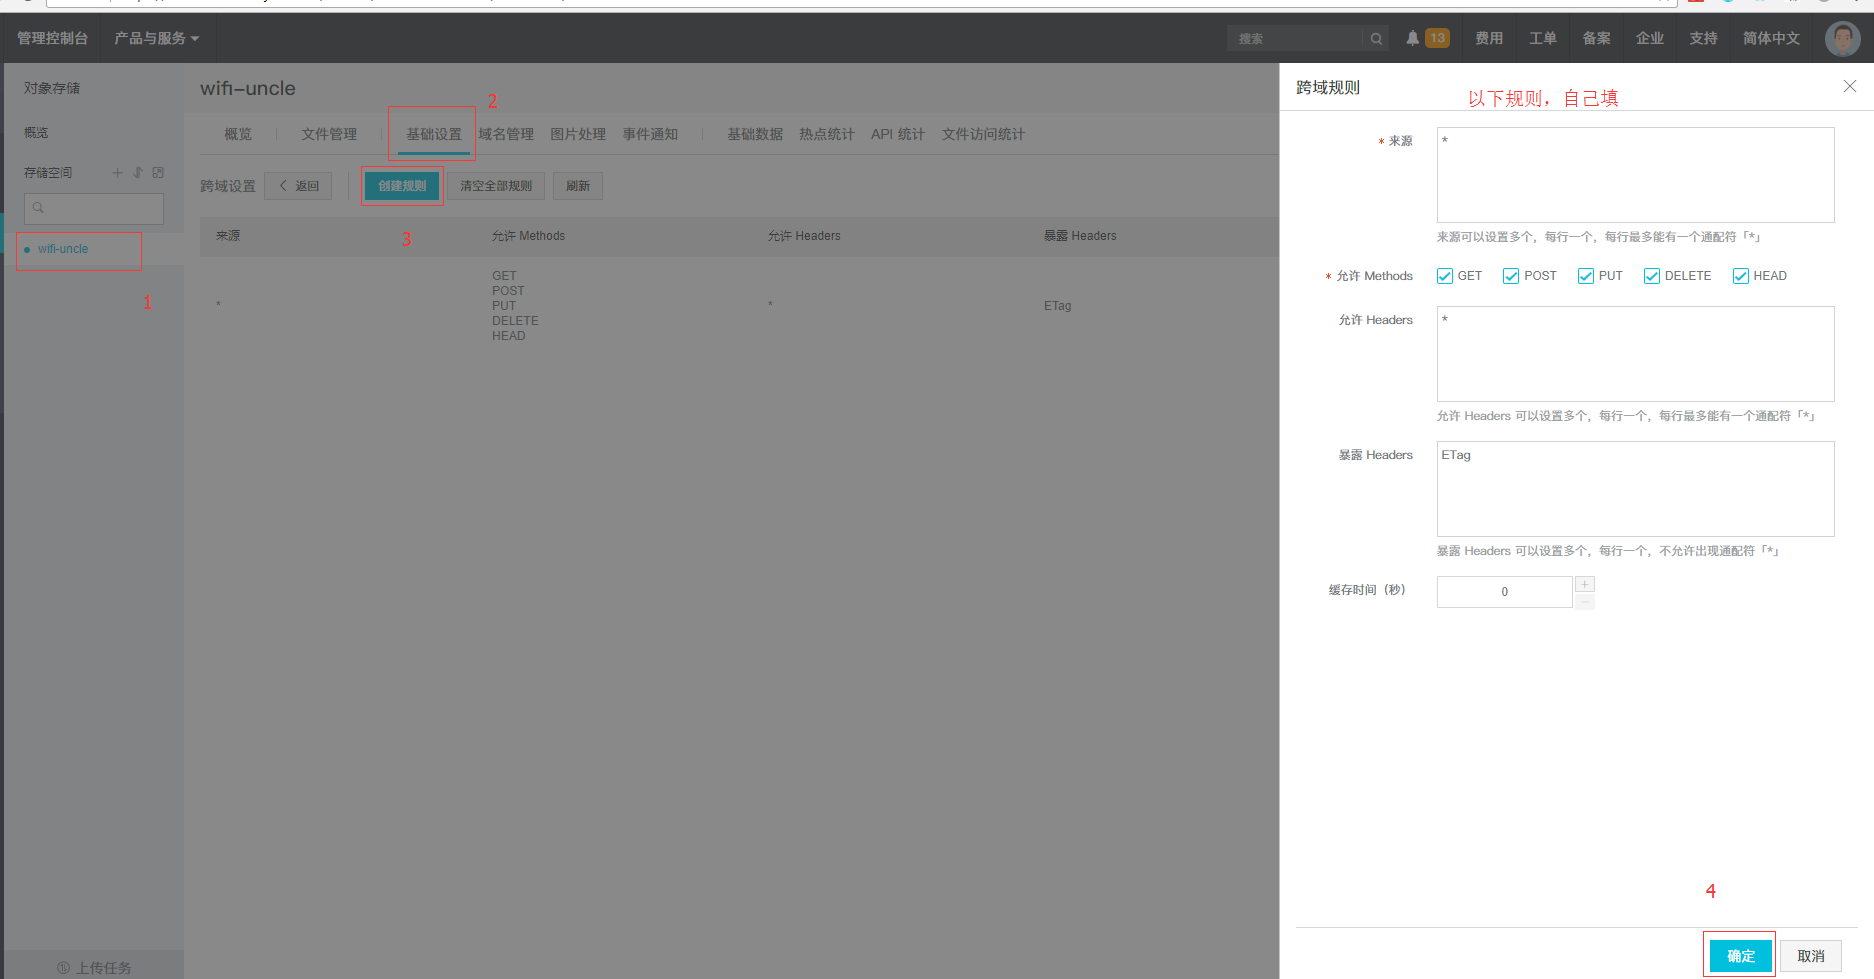 管理控制台 产品与服务 搜索 13 费用 工单 备案 企业 支持 简体中文
对象存储
概览
存储空间
wifi-uncle
1
上传任务
wifi-uncle
2
概览 文件管理 基础设置 域名管理 图片处理 事件通知 基础数据 热点统计 API 统计 文件访问统计
跨域设置 返回 创建规则 清空全部规则 刷新
3
来源 允许 Methods 允许 Headers 暴露 Headers
* GET POST PUT DELETE HEAD * ETag
跨域规则
以下规则，自己填
* 来源
*
来源可以设置多个，每行一个，每行最多能有一个通配符「*」
* 允许 Methods GET POST PUT DELETE HEAD
允许 Headers
*
允许 Headers 可以设置多个，每行一个，每行最多能有一个通配符「*」
暴露 Headers
ETag
暴露 Headers 可以设置多个，每行一个，不允许出现通配符「*」
缓存时间（秒） 0
4
确定 取消